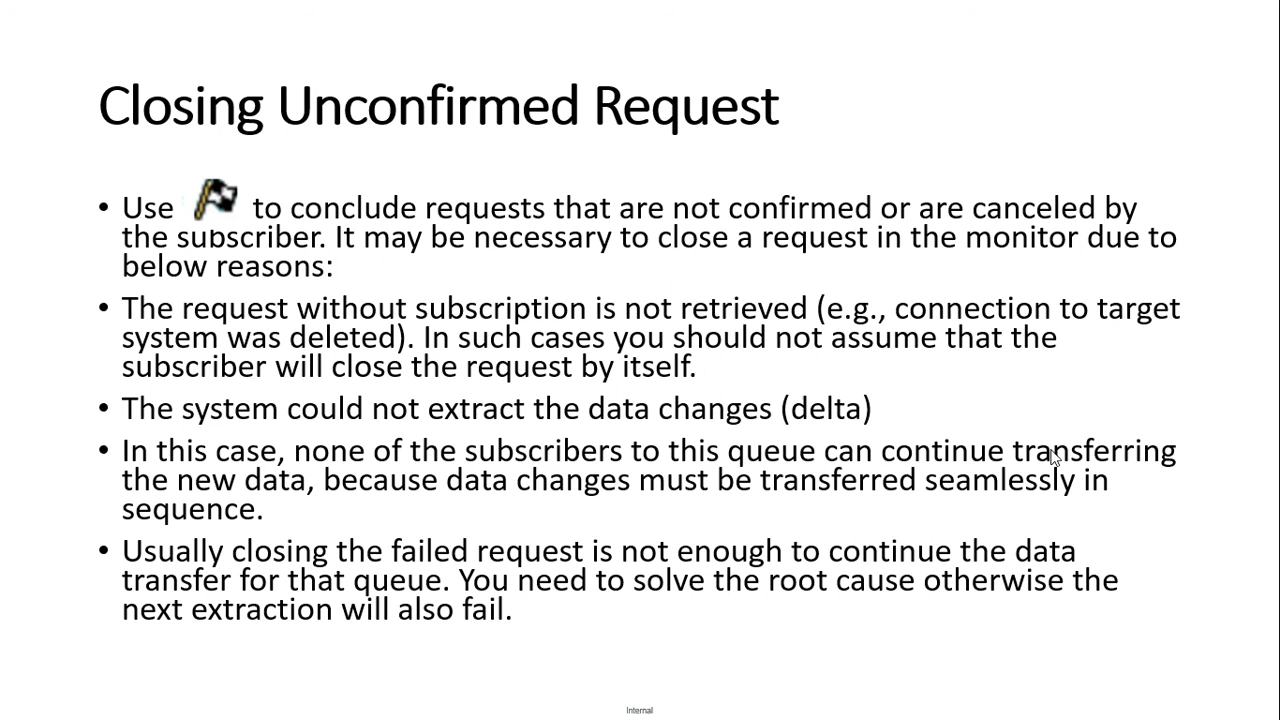 Closing Unconfirmed Request
• Use to conclude requests that are not confirmed or are canceled by
the subscriber. It may be necessary to close a request in the monitor due to
below reasons:
• The request without subscription is not retrieved (e.g., connection to target
system was deleted). In such cases you should not assume that the
subscriber will close the request by itself.
• The system could not extract the data changes (delta)
• In this case, none of the subscribers to this queue can continue transferring
the new data, because data changes must be transferred seamlessly in
sequence.
• Usually closing the failed request is not enough to continue the data
transfer for that queue. You need to solve the root cause otherwise the
next extraction will also fail.
Internal